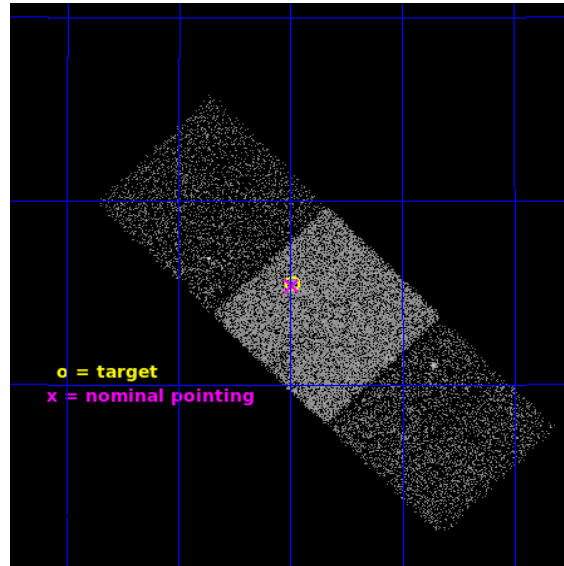 o = target
x = nominal pointing